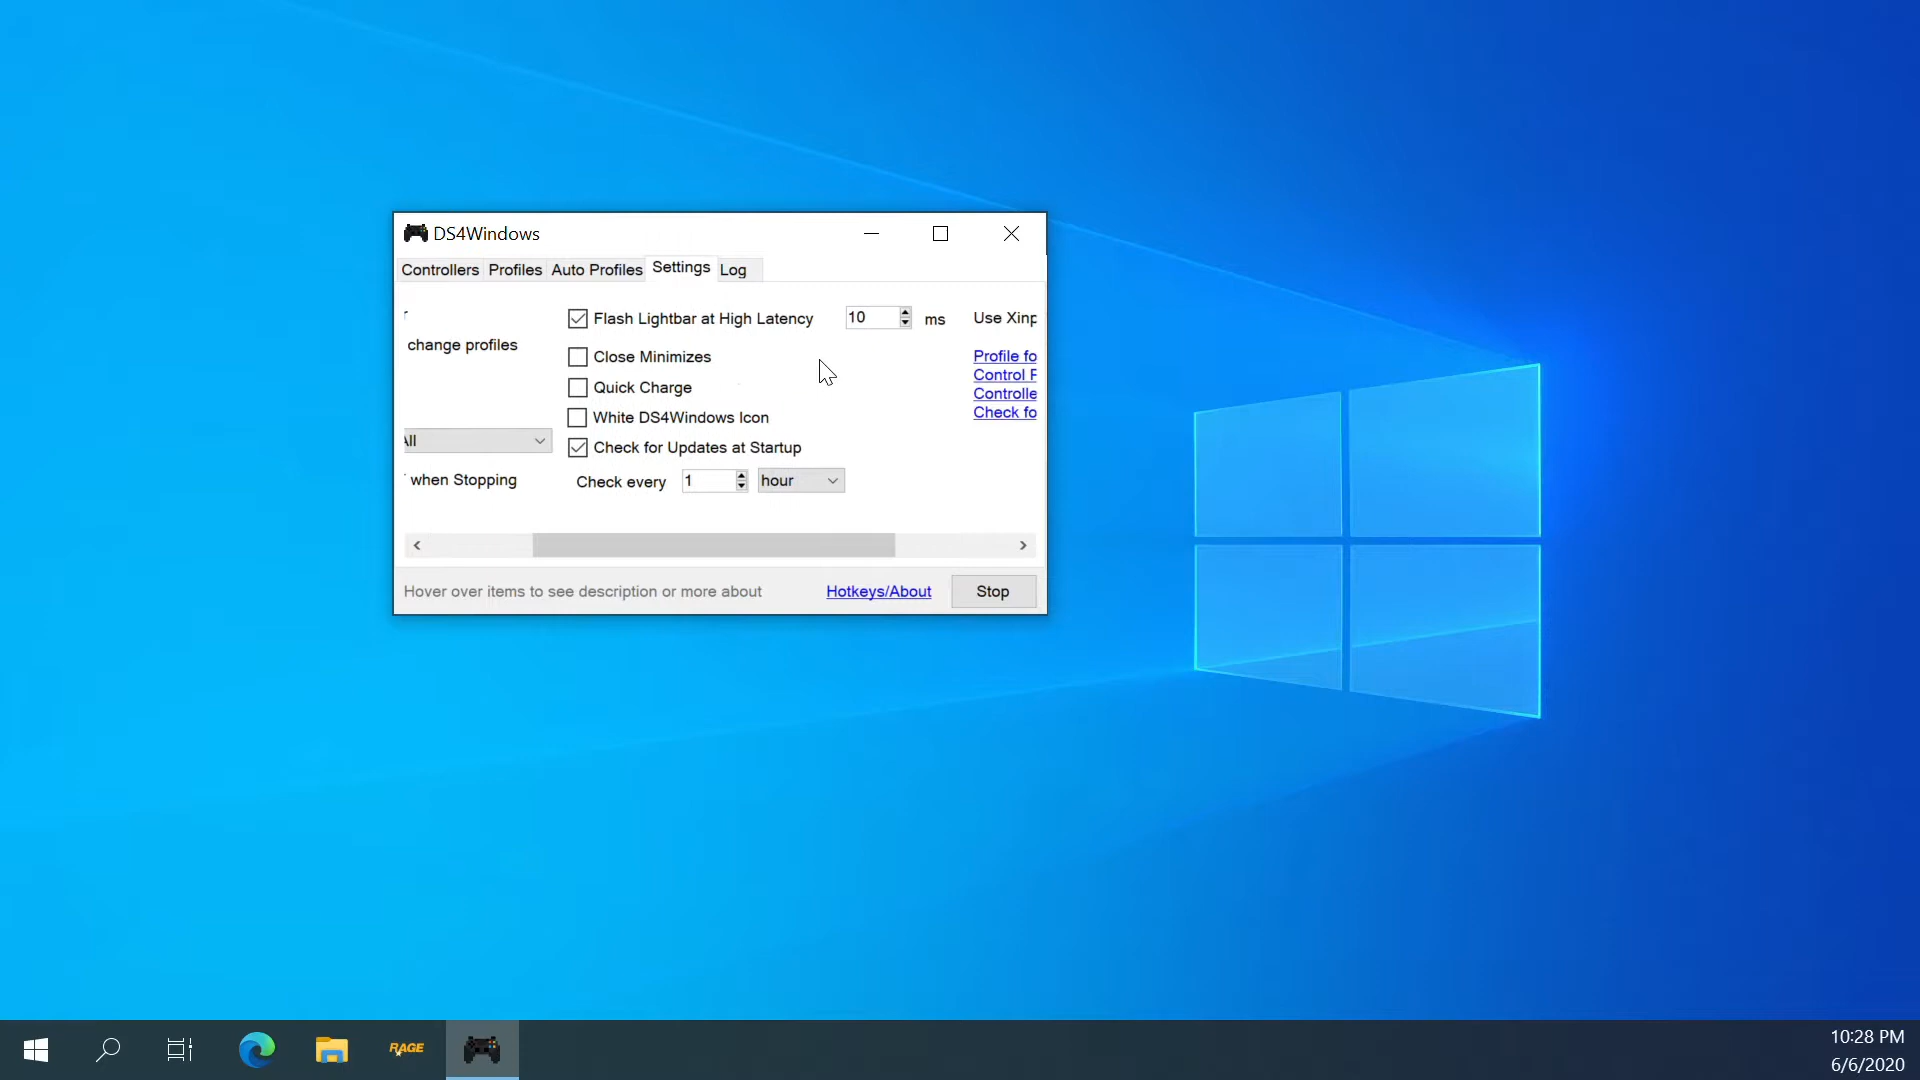 DS4Windows
Controllers Profiles Auto Profiles Settings Log
Flash Lightbar at High Latency 10 ms Use Xinp
change profiles
Close Minimizes
Profile fo
Control
Quick Charge
Controlle
White DS4Windows Icon
Check fo
All
Check for Updates at Startup
when Stopping
Check every 1 hour
Hover over items to see description or more about Hotkeys/About Stop
RAGE
10:28 PM
6/6/2020